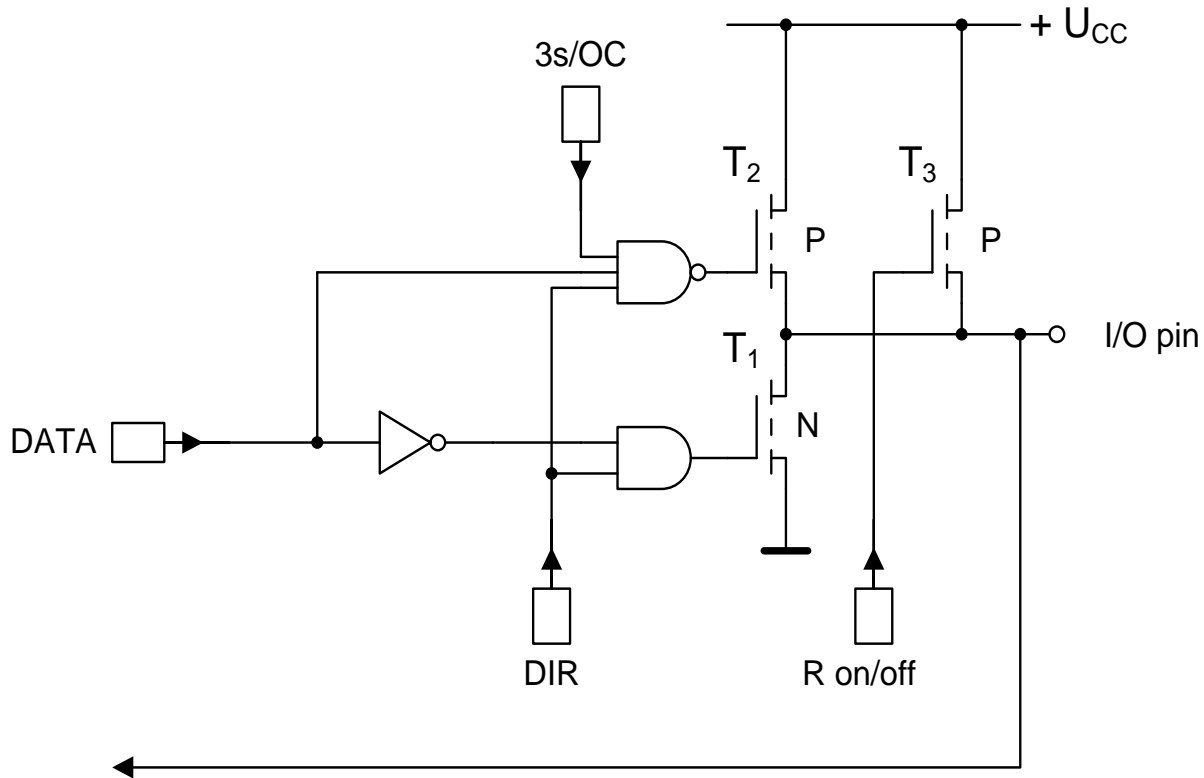 + U_CC
3s/OC
T_2
T_3
P
P
I/O pin
T_1
N
DATA
DIR
R on/off